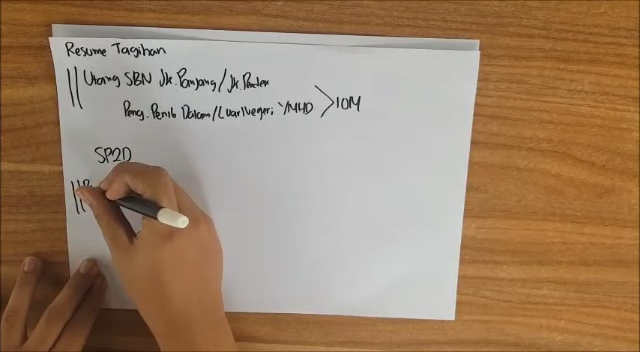 Resume Tagihan
Utang SBN Jk. Panjang / Jk. Pendek
Peng. Penib Dalam / Luar Negeri YMHD > 10M
SP2D